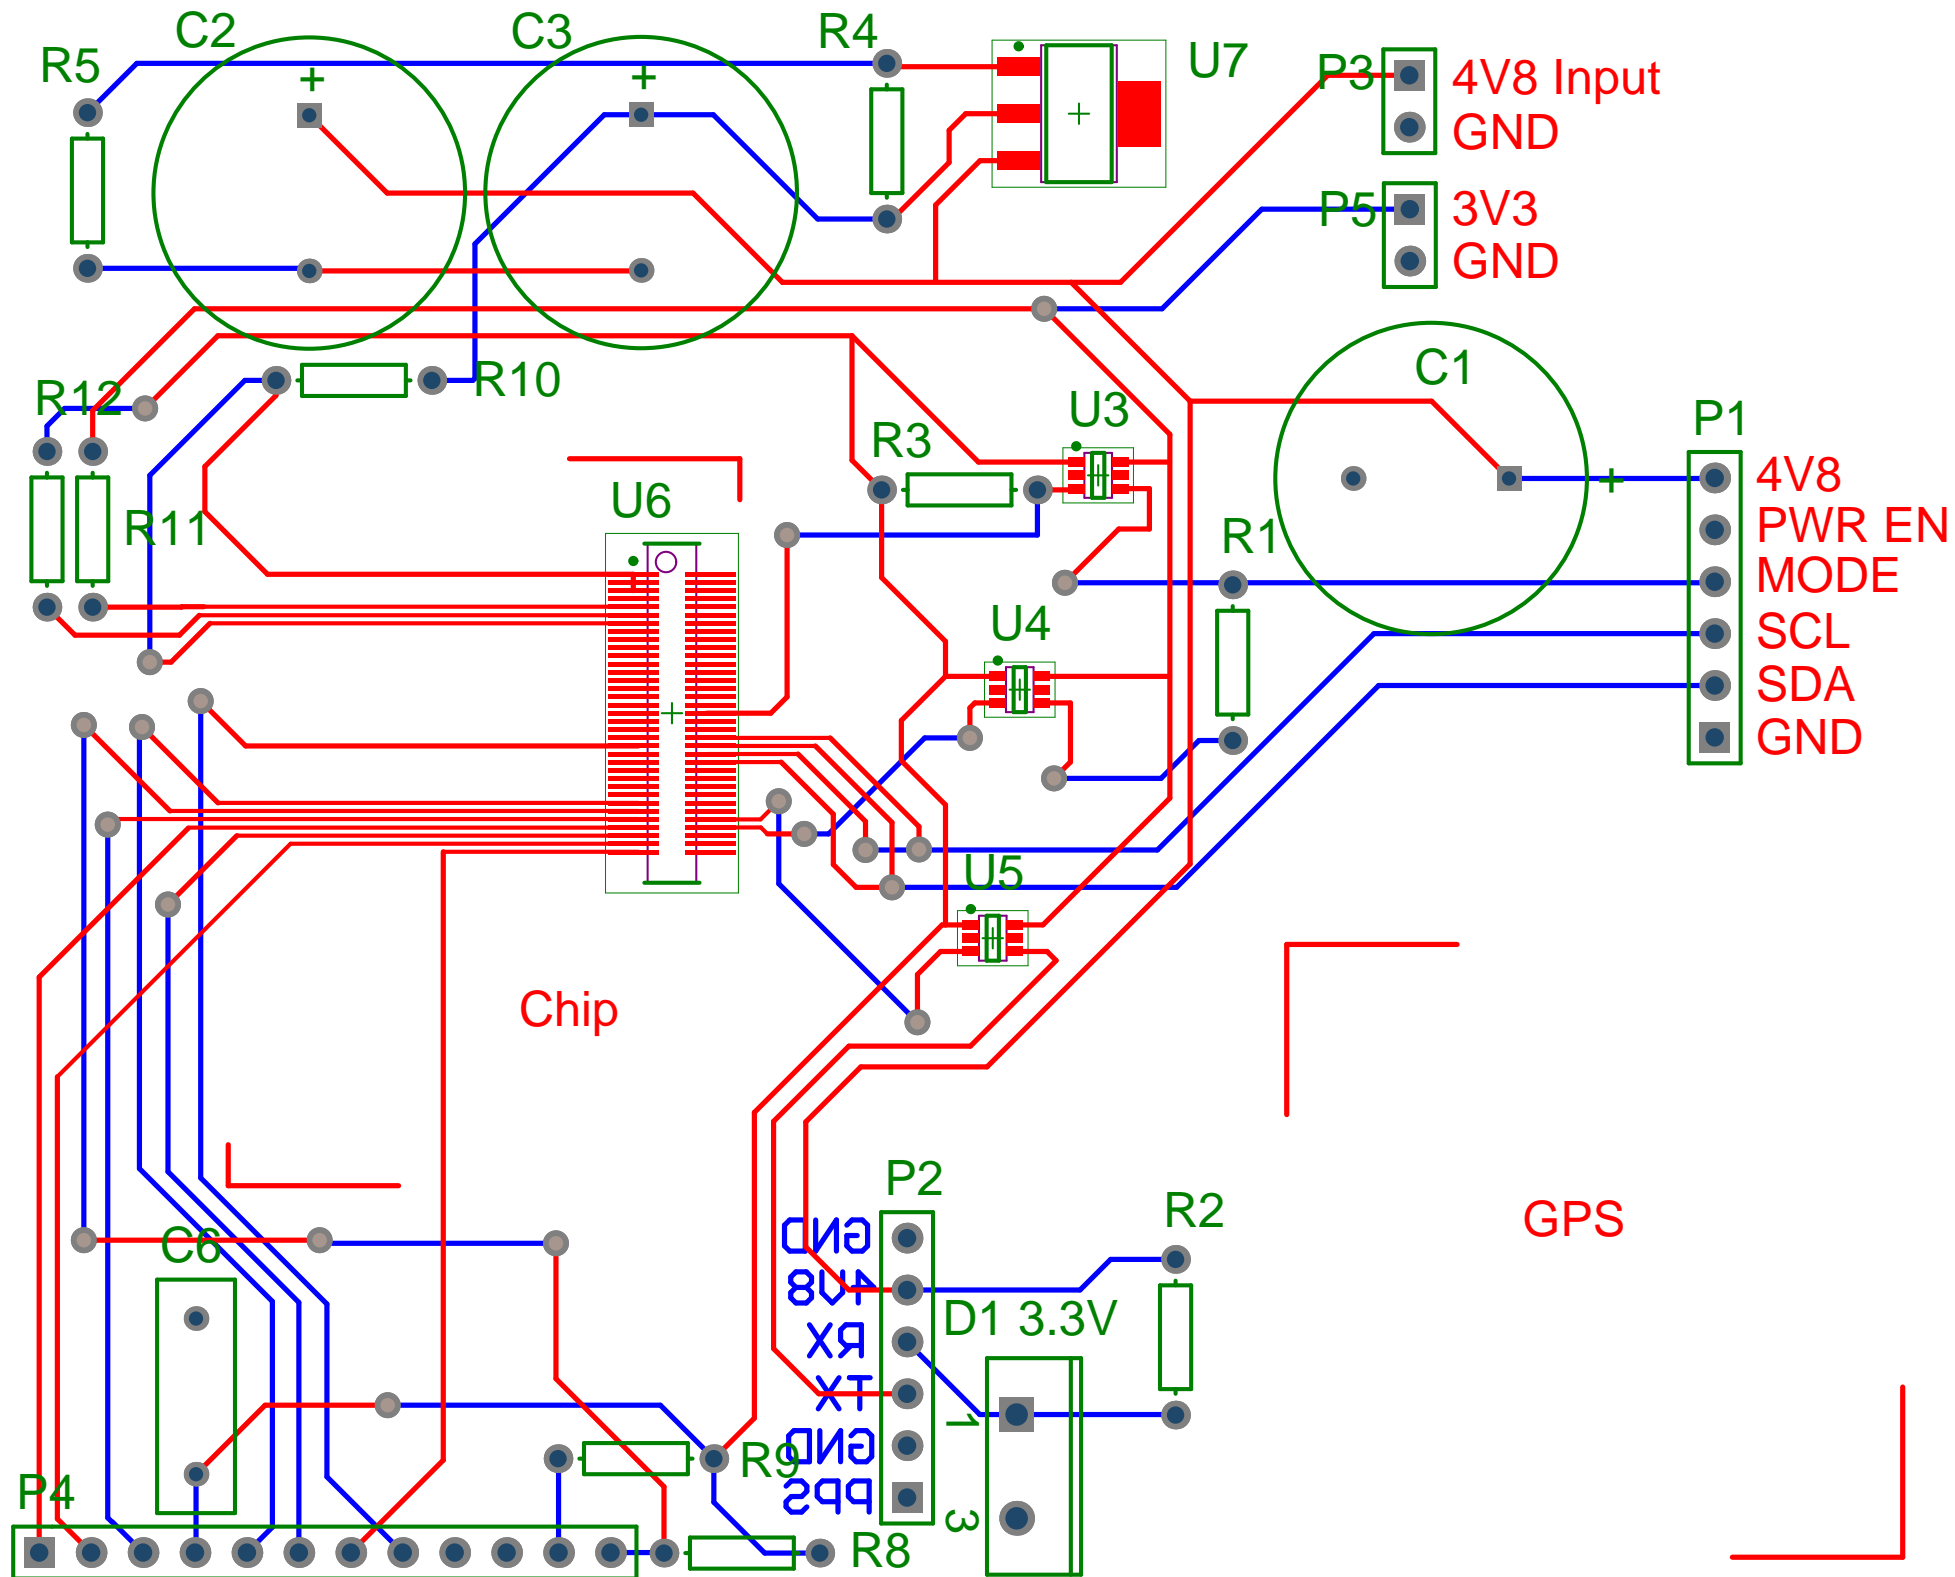 C2
C3
R4
R5
U7
P3
4V8 Input
GND
P5
3V3
GND
R12
R10
C1
U3
P1
R3
4V8
U6
R11
R1
PWR EN
MODE
U4
SCL
SDA
GND
U5
Chip
P2
R2
GPS
GND
C6
4V8
D1 3.3V
RX
TX
1
GND
R9
PPS
P4
3
R8